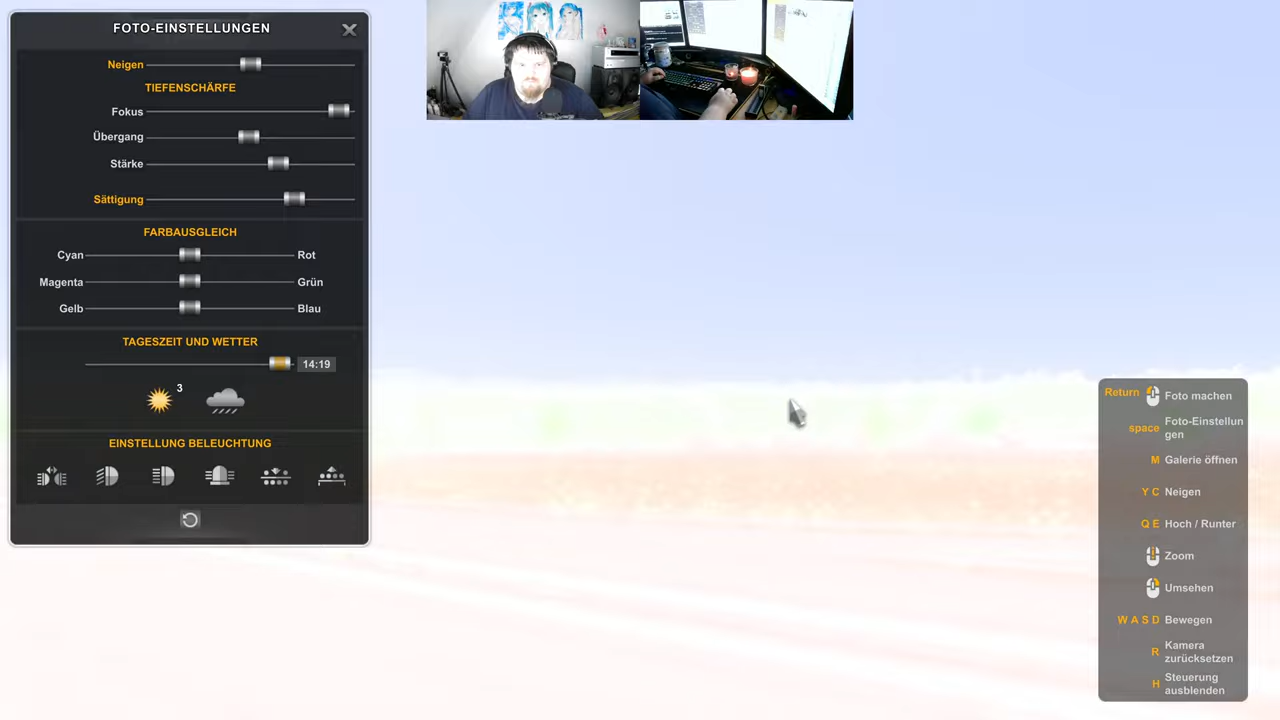 FOTO-EINSTELLUNGEN
Neigen
TIEFENSCHÄRFE
Fokus
Übergang
Stärke
Sättigung
FARBAUSGLEICH
Cyan Rot
Magenta Grün
Gelb Blau
TAGESZEIT UND WETTER
14:19
3
EINSTELLUNG BELEUCHTUNG
Return Foto machen
space Foto-Einstellun
gen
M Galerie öffnen
Y C Neigen
Q E Hoch / Runter
Zoom
Umsehen
W A S D Bewegen
R Kamera
zurücksetzen
H Steuerung
ausblenden